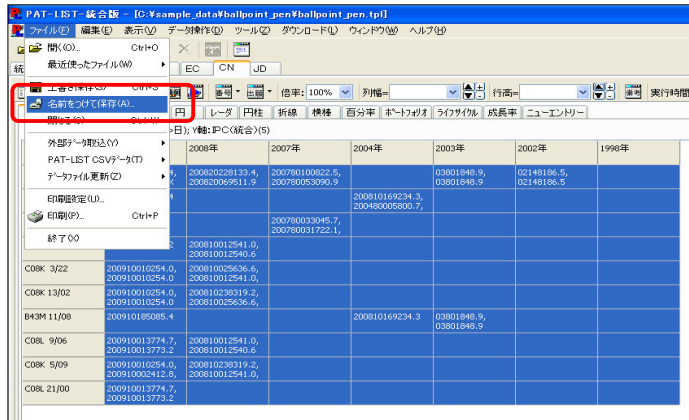 PAT-LIST-統合版 - [C:¥sample_data¥ballpoint_pen¥ballpoint_pen.tpl]
ファイル(F) 編集(E) 表示(V) データ操作(O) ツール(Z) ダウンロード(L) ウィンドウ(W) ヘルプ(H)
開く(O)... Ctrl+O
最近使ったファイル(W)
EC CN JD
上書き保存(S) Ctrl+S
番号 出願 倍率: 100% 列幅= 行高= 備考 実行時間
名前をつけて保存(A)...
円 レーダ 円柱 折線 横棒 百分率 ポートフォリオ ライフサイクル 成長率 ニューエントリー
閉じる(C) Ctrl+W
>日); Y軸:IPC(統合)(5)
外部データ取込(Y)
2008年 2007年 2004年 2003年 2002年 1998年
PAT-LIST CSVデータ(T)
データファイル更新(Z)
200820228133.4, 200780100822.5, 03801848.9, 02148186.5,
200820069511.9 200780053090.9 03801848.9 02148186.5
印刷設定(U)...
200810169234.3,
200480005800.7,
印刷(P)... Ctrl+P
200780033045.7,
200780031722.1,
終了(X)
200810012541.0,
200810012540.6
C08K 3/22 200910010254.0, 200810025636.6,
200910010254.0 200810012541.0,
C08K 13/02 200910010254.0, 200810238319.2,
200910010254.0 200810025636.6,
B43M 11/08 200910185085.4 200810169234.3 03801848.9,
03801848.9
C08L 9/06 200910013774.7, 200810012541.0,
200910013773.2 200810012540.6
C08K 5/09 200910010254.0, 200810238319.2,
200910002412.8, 200810012541.0,
C08L 21/00 200910013774.7,
200910013773.2